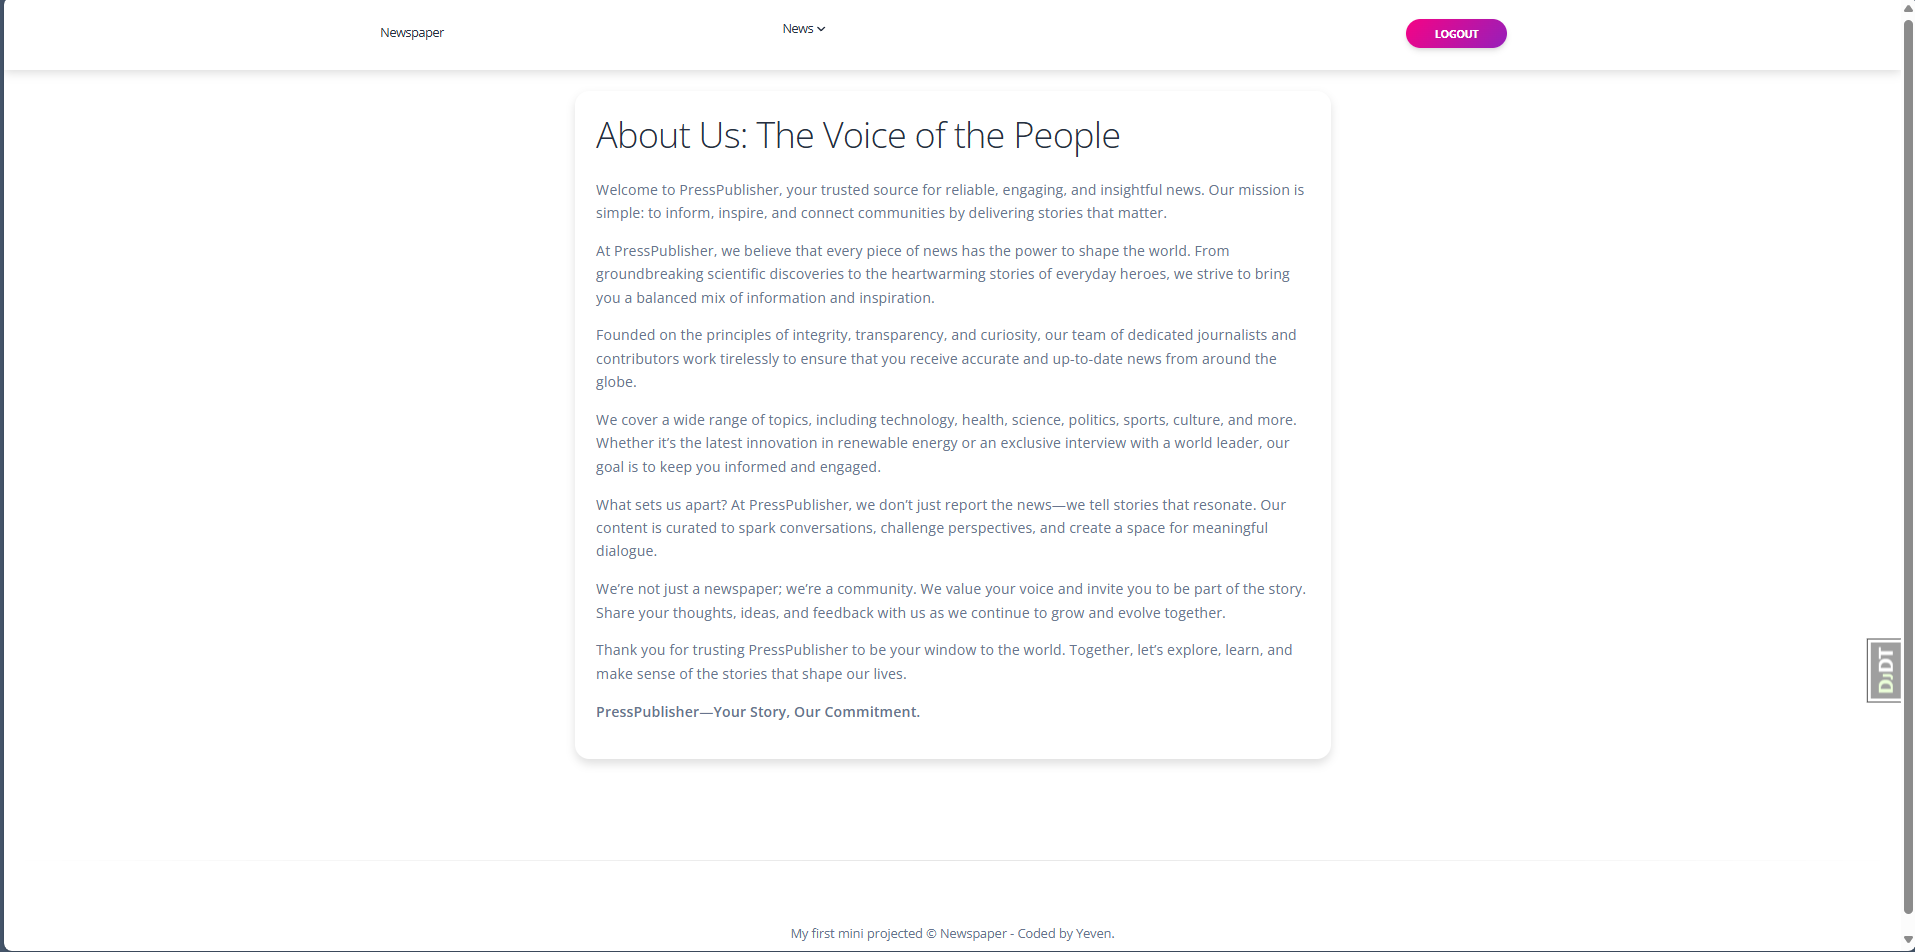 Newspaper
News
LOGOUT
About Us: The Voice of the People
Welcome to PressPublisher, your trusted source for reliable, engaging, and insightful news. Our mission is
simple: to inform, inspire, and connect communities by delivering stories that matter.
At PressPublisher, we believe that every piece of news has the power to shape the world. From
groundbreaking scientific discoveries to the heartwarming stories of everyday heroes, we strive to bring
you a balanced mix of information and inspiration.
Founded on the principles of integrity, transparency, and curiosity, our team of dedicated journalists and
contributors work tirelessly to ensure that you receive accurate and up-to-date news from around the
globe.
We cover a wide range of topics, including technology, health, science, politics, sports, culture, and more.
Whether it’s the latest innovation in renewable energy or an exclusive interview with a world leader, our
goal is to keep you informed and engaged.
What sets us apart? At PressPublisher, we don’t just report the news—we tell stories that resonate. Our
content is curated to spark conversations, challenge perspectives, and create a space for meaningful
dialogue.
We’re not just a newspaper; we’re a community. We value your voice and invite you to be part of the story.
Share your thoughts, ideas, and feedback with us as we continue to grow and evolve together.
Thank you for trusting PressPublisher to be your window to the world. Together, let’s explore, learn, and
make sense of the stories that shape our lives.
PressPublisher—Your Story, Our Commitment.
DJDT
My first mini projected © Newspaper - Coded by Yeven.